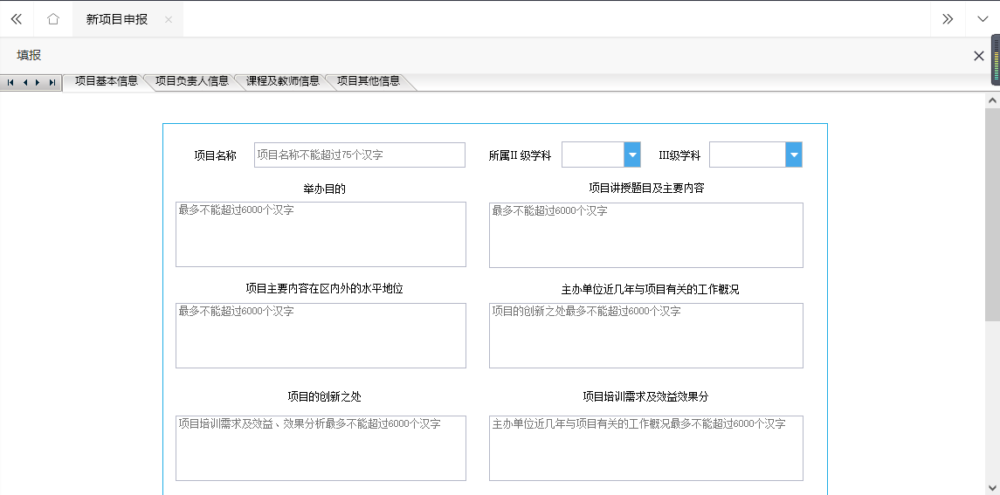 新项目申报
填报
项目基本信息 项目负责人信息 课程及教师信息 项目其他信息
项目名称 项目名称不能超过75个汉字 所属II 级学科 III级学科
举办目的 项目讲授题目及主要内容
最多不能超过6000个汉字 最多不能超过6000个汉字
项目主要内容在区内外的水平地位 主办单位近几年与项目有关的工作概况
最多不能超过6000个汉字 项目的创新之处最多不能超过6000个汉字
项目的创新之处 项目培训需求及效益效果分
项目培训需求及效益、效果分析最多不能超过6000个汉字 主办单位近几年与项目有关的工作概况最多不能超过6000个汉字